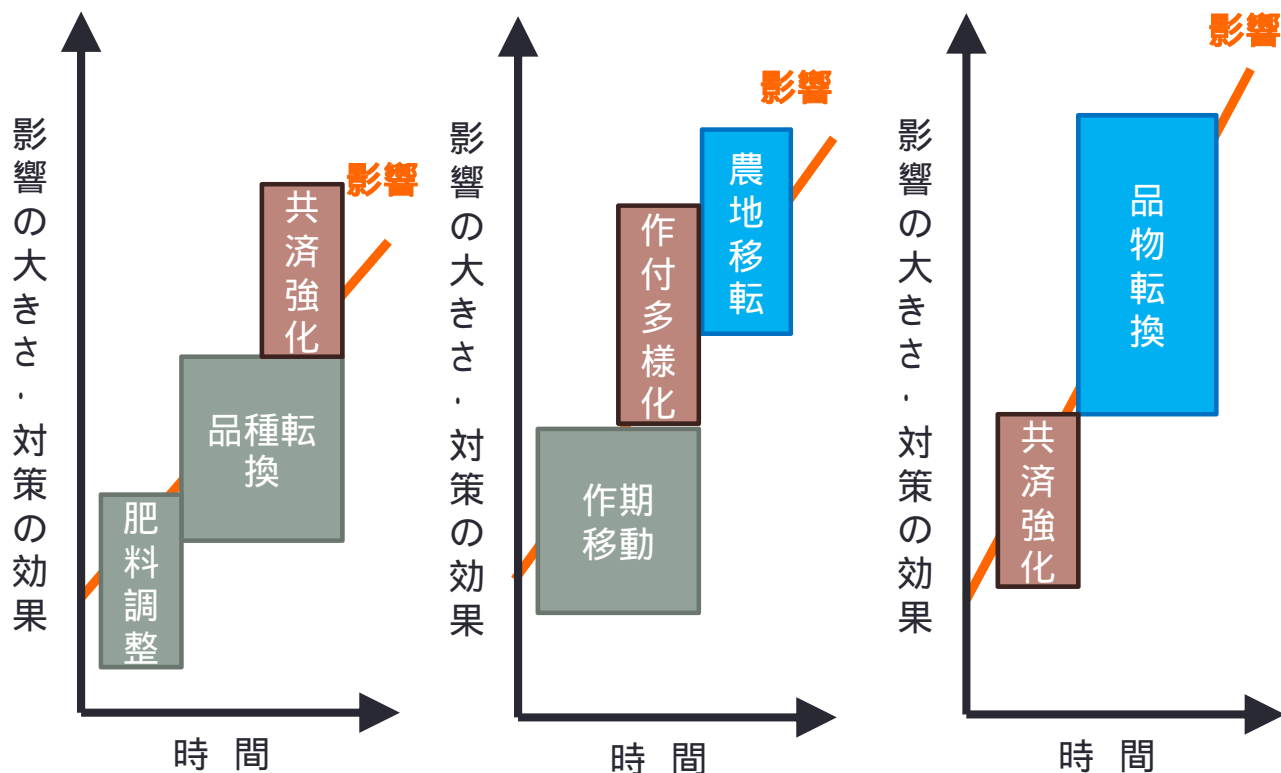 影響の大きさ・対策の効果
影響
共済強化
品種転
換
肥料調整
時 間
影響の大きさ・対策の効果
影響
農地移転
作付多様化
作期
移動
時 間
影響の大きさ・対策の効果
影響
品物転換
共済強化
時 間